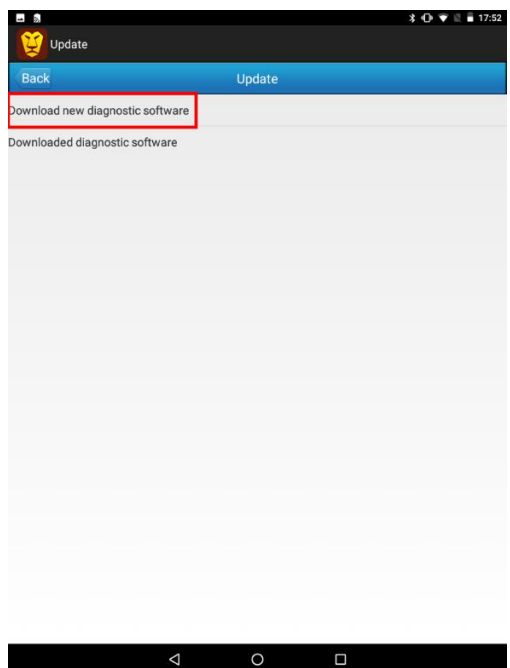 17:52
Update
Back
Update
Download new diagnostic software
Downloaded diagnostic software